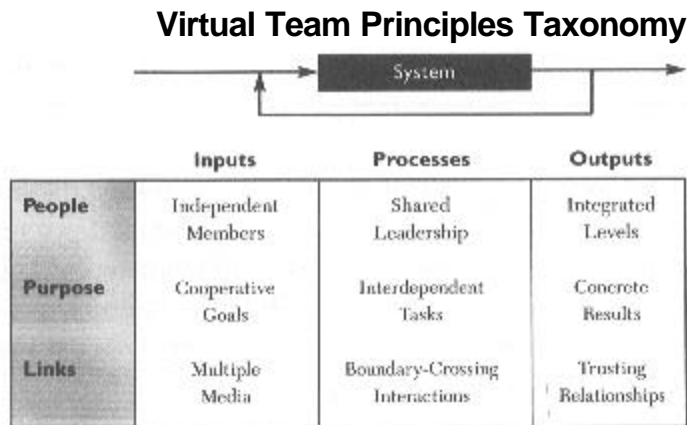 Virtual Team Principles Taxonomy
System
Inputs Processes Outputs
People Independent Shared Integrated
Members Leadership Levels
Purpose Cooperative Interdependent Concrete
Goals Tasks Results
Links Multiple Boundary-Crossing Trusting
Media Interactions Relationships